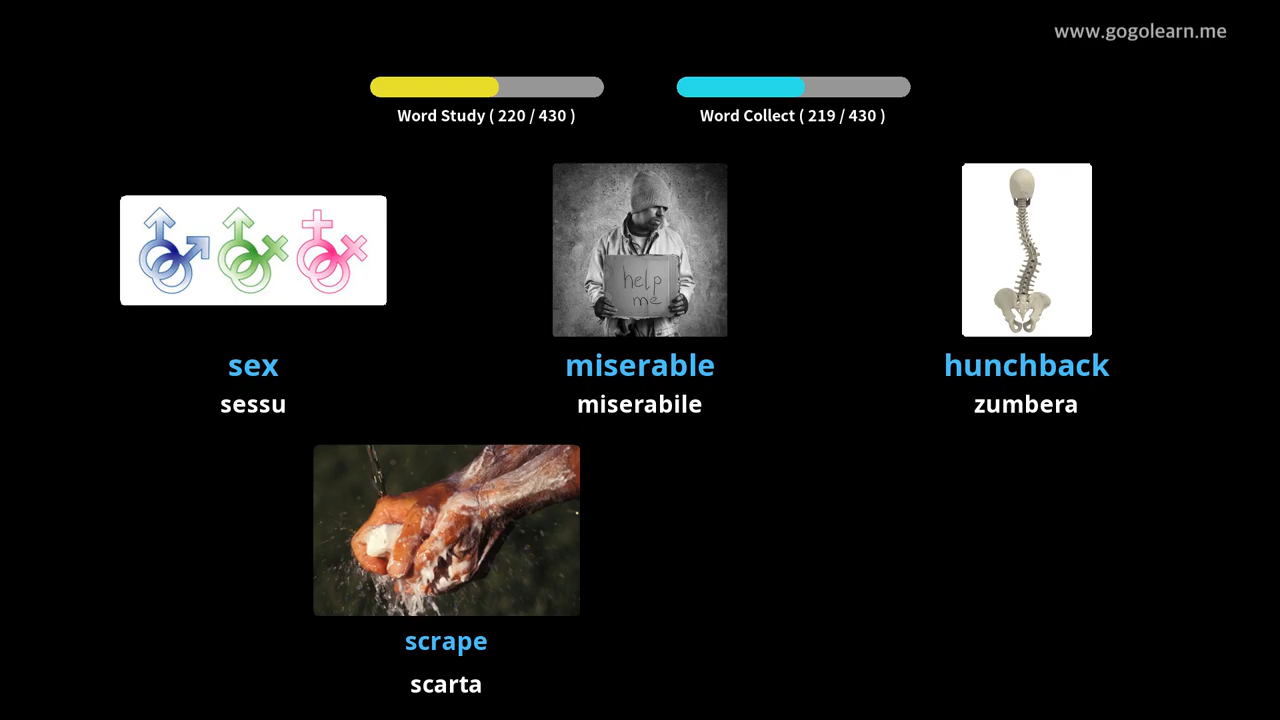 www.gogolearn.me
Word Study ( 220 / 430 )
Word Collect ( 219 / 430 )
help
me
sex
miserable
hunchback
sessu
miserabile
zumbera
scrape
scarta